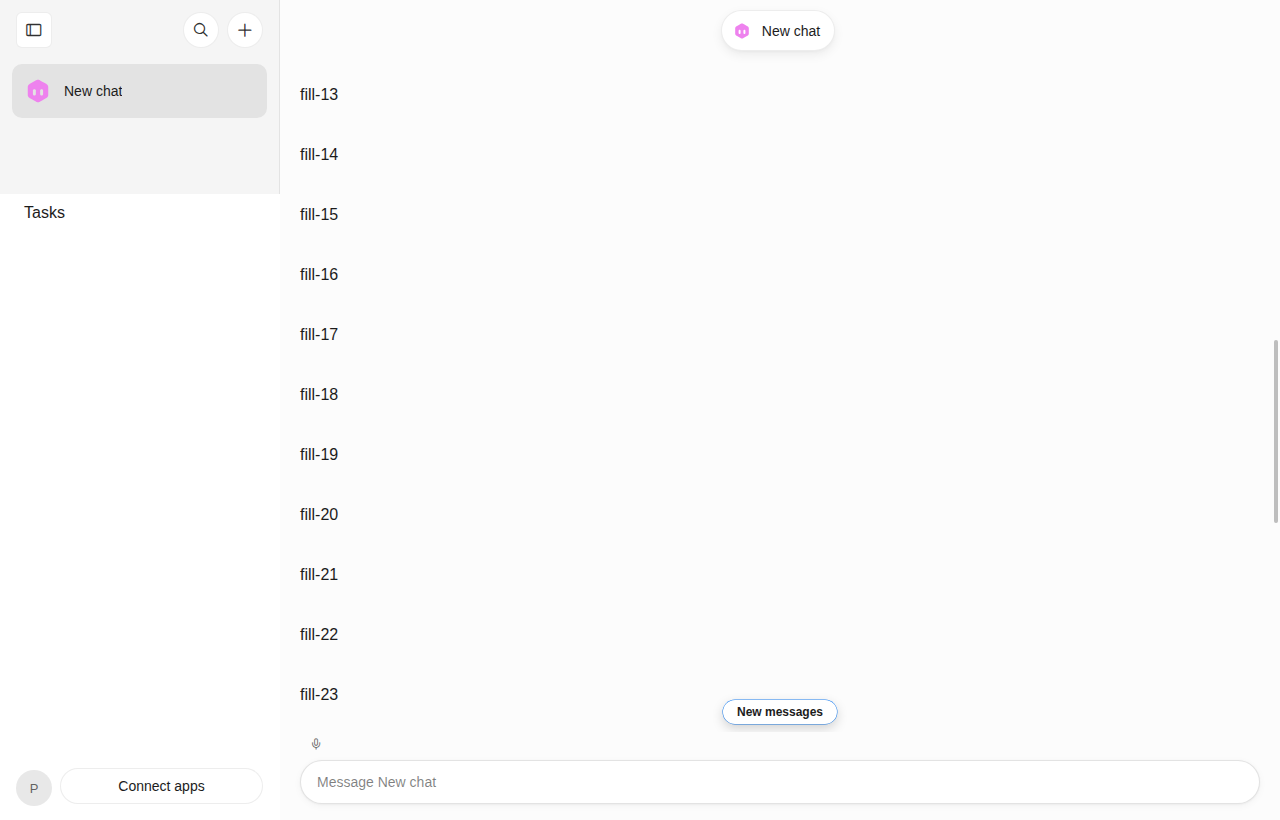 New chat
Tasks
P
Connect apps
New chat
fill-13
fill-14
fill-15
fill-16
fill-17
fill-18
fill-19
fill-20
fill-21
fill-22
fill-23
New messages
Message New chat